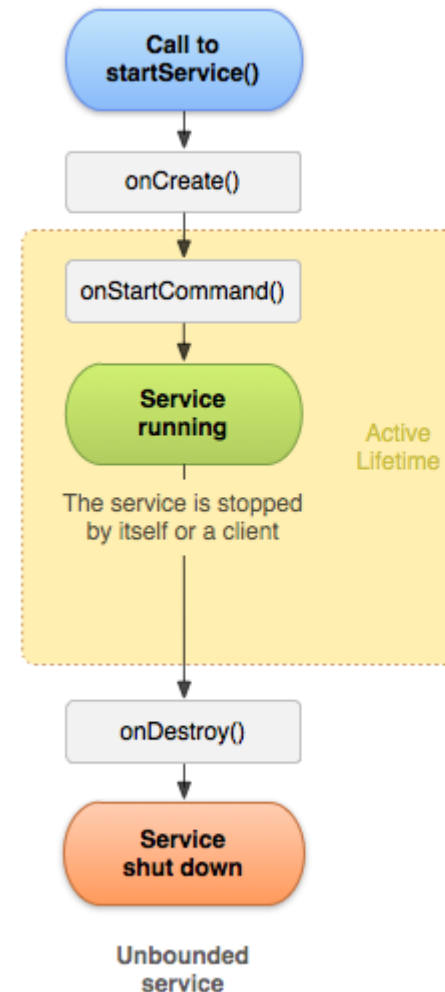 Call to
startService()
onCreate()
onStartCommand()
Service
running
Active
Lifetime
The service is stopped
by itself or a client
onDestroy()
Service
shut down
Unbounded
service